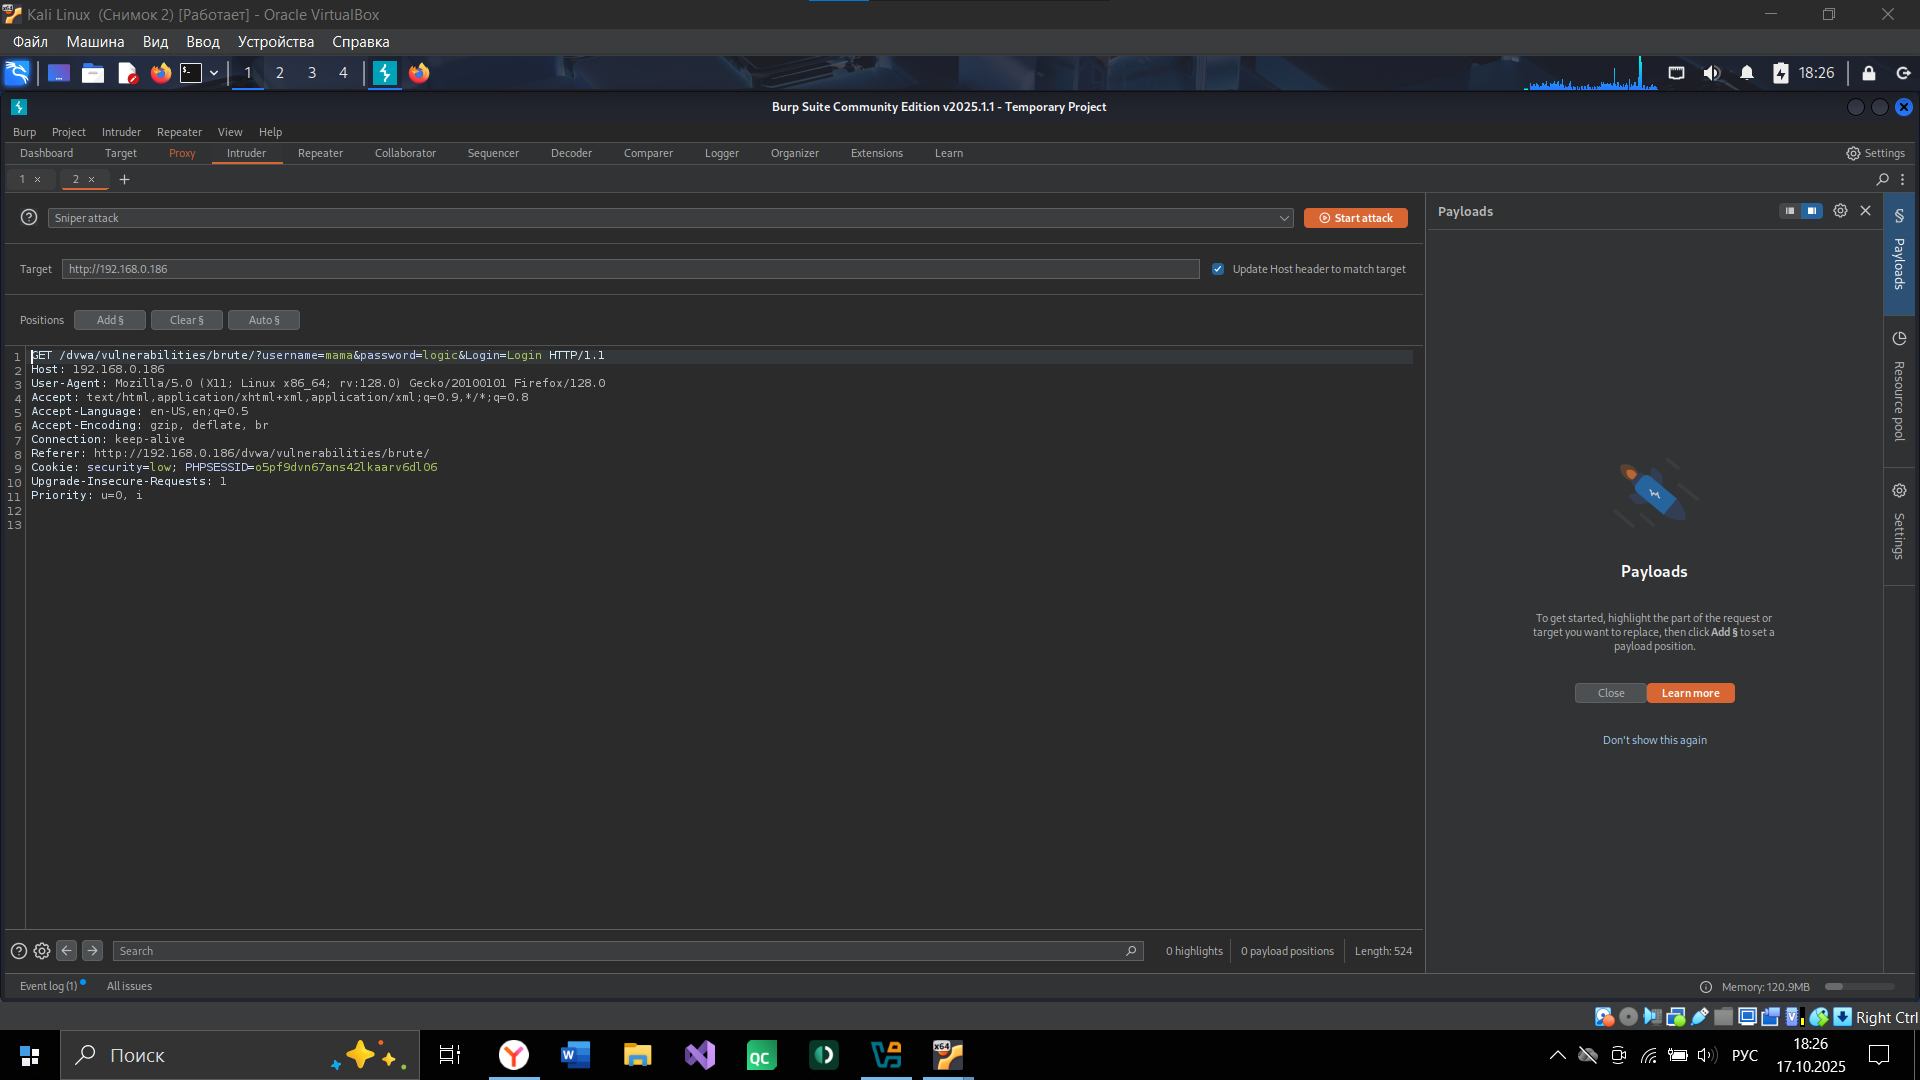 Kali Linux (Снимок 2) [Работает] - Oracle VirtualBox
Файл Машина Вид Ввод Устройства Справка
1 2 3 4 18:26
Burp Suite Community Edition v2025.1.1 - Temporary Project
Burp Project Intruder Repeater View Help
Dashboard Target Proxy Intruder Repeater Collaborator Sequencer Decoder Comparer Logger Organizer Extensions Learn Settings
1 × 2 × +
Sniper attack Start attack
Payloads
Target http://192.168.0.186 Update Host header to match target
Positions Add § Clear § Auto §
1 GET /dvwa/vulnerabilities/brute/?username=mama&password=logic&Login=Login HTTP/1.1
2 Host: 192.168.0.186
3 User-Agent: Mozilla/5.0 (X11; Linux x86_64; rv:128.0) Gecko/20100101 Firefox/128.0
4 Accept: text/html,application/xhtml+xml,application/xml;q=0.9,*/*;q=0.8
5 Accept-Language: en-US,en;q=0.5
6 Accept-Encoding: gzip, deflate, br
7 Connection: keep-alive
8 Referer: http://192.168.0.186/dvwa/vulnerabilities/brute/
9 Cookie: security=low; PHPSESSID=o5pf9dvn67ans42lkaarv6dl06
10 Upgrade-Insecure-Requests: 1
11 Priority: u=0, i
12
13
Payloads
To get started, highlight the part of the request or
target you want to replace, then click Add § to set a
payload position.
Close Learn more
Don't show this again
§ Payloads
Resource pool
Settings
Search 0 highlights 0 payload positions Length: 524
Event log (1) All issues Memory: 120.9MB
Right Ctrl
Поиск РУС 18:26
17.10.2025